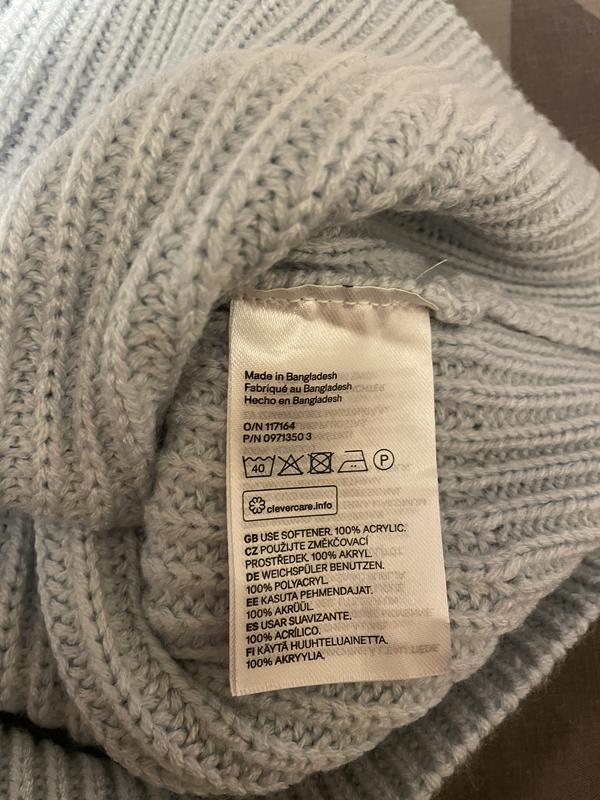 Made in Bangladesh
Fabriqué au Bangladesh
Hecho en Bangladesh
O/N 117164
P/N 0971350 3
40
P
clevercare.info
GB USE SOFTENER. 100% ACRYLIC.
CZ POUŽIJTE ZMĚKČOVACÍ
PROSTŘEDEK. 100% AKRYL.
DE WEICHSPÜLER BENUTZEN.
100% POLYACRYL.
EE KASUTA PEHMENDAJAT.
100% AKRÜÜL.
ES USAR SUAVIZANTE.
100% ACRÍLICO.
FI KÄYTÄ HUUHTELUAINETTA.
100% AKRYYLIA.